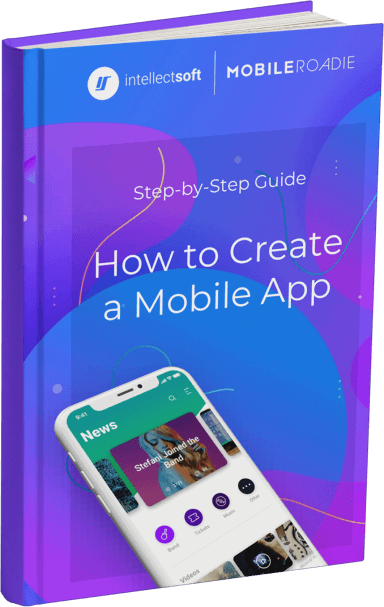 intellectsoft | MOBILEROADIE
Step-by-Step Guide
How to Create
a Mobile App
9:41
News
Stefani Joined the
Band
Band
Tickets
Music
Other
Videos